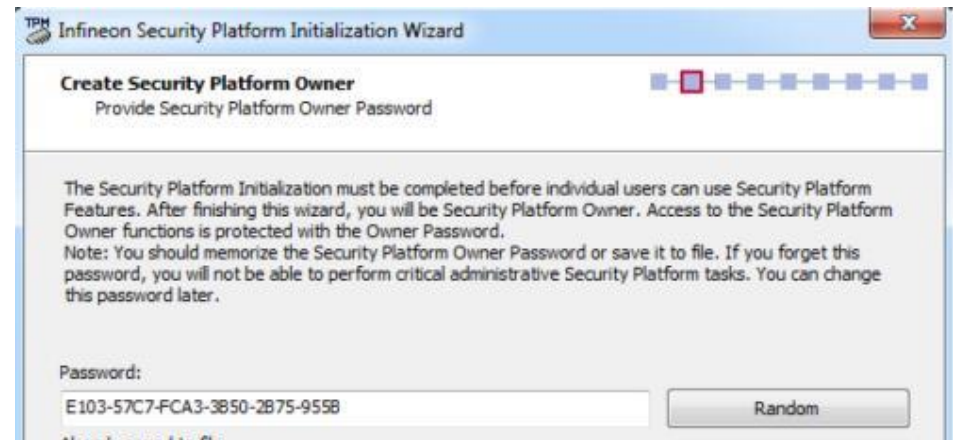 TPM
Infineon Security Platform Initialization Wizard
Create Security Platform Owner
Provide Security Platform Owner Password
The Security Platform Initialization must be completed before individual users can use Security Platform
Features. After finishing this wizard, you will be Security Platform Owner. Access to the Security Platform
Owner functions is protected with the Owner Password.
Note: You should memorize the Security Platform Owner Password or save it to file. If you forget this
password, you will not be able to perform critical administrative Security Platform tasks. You can change
this password later.
Password:
E103-57C7-FCA3-3B50-2B75-955B
Random